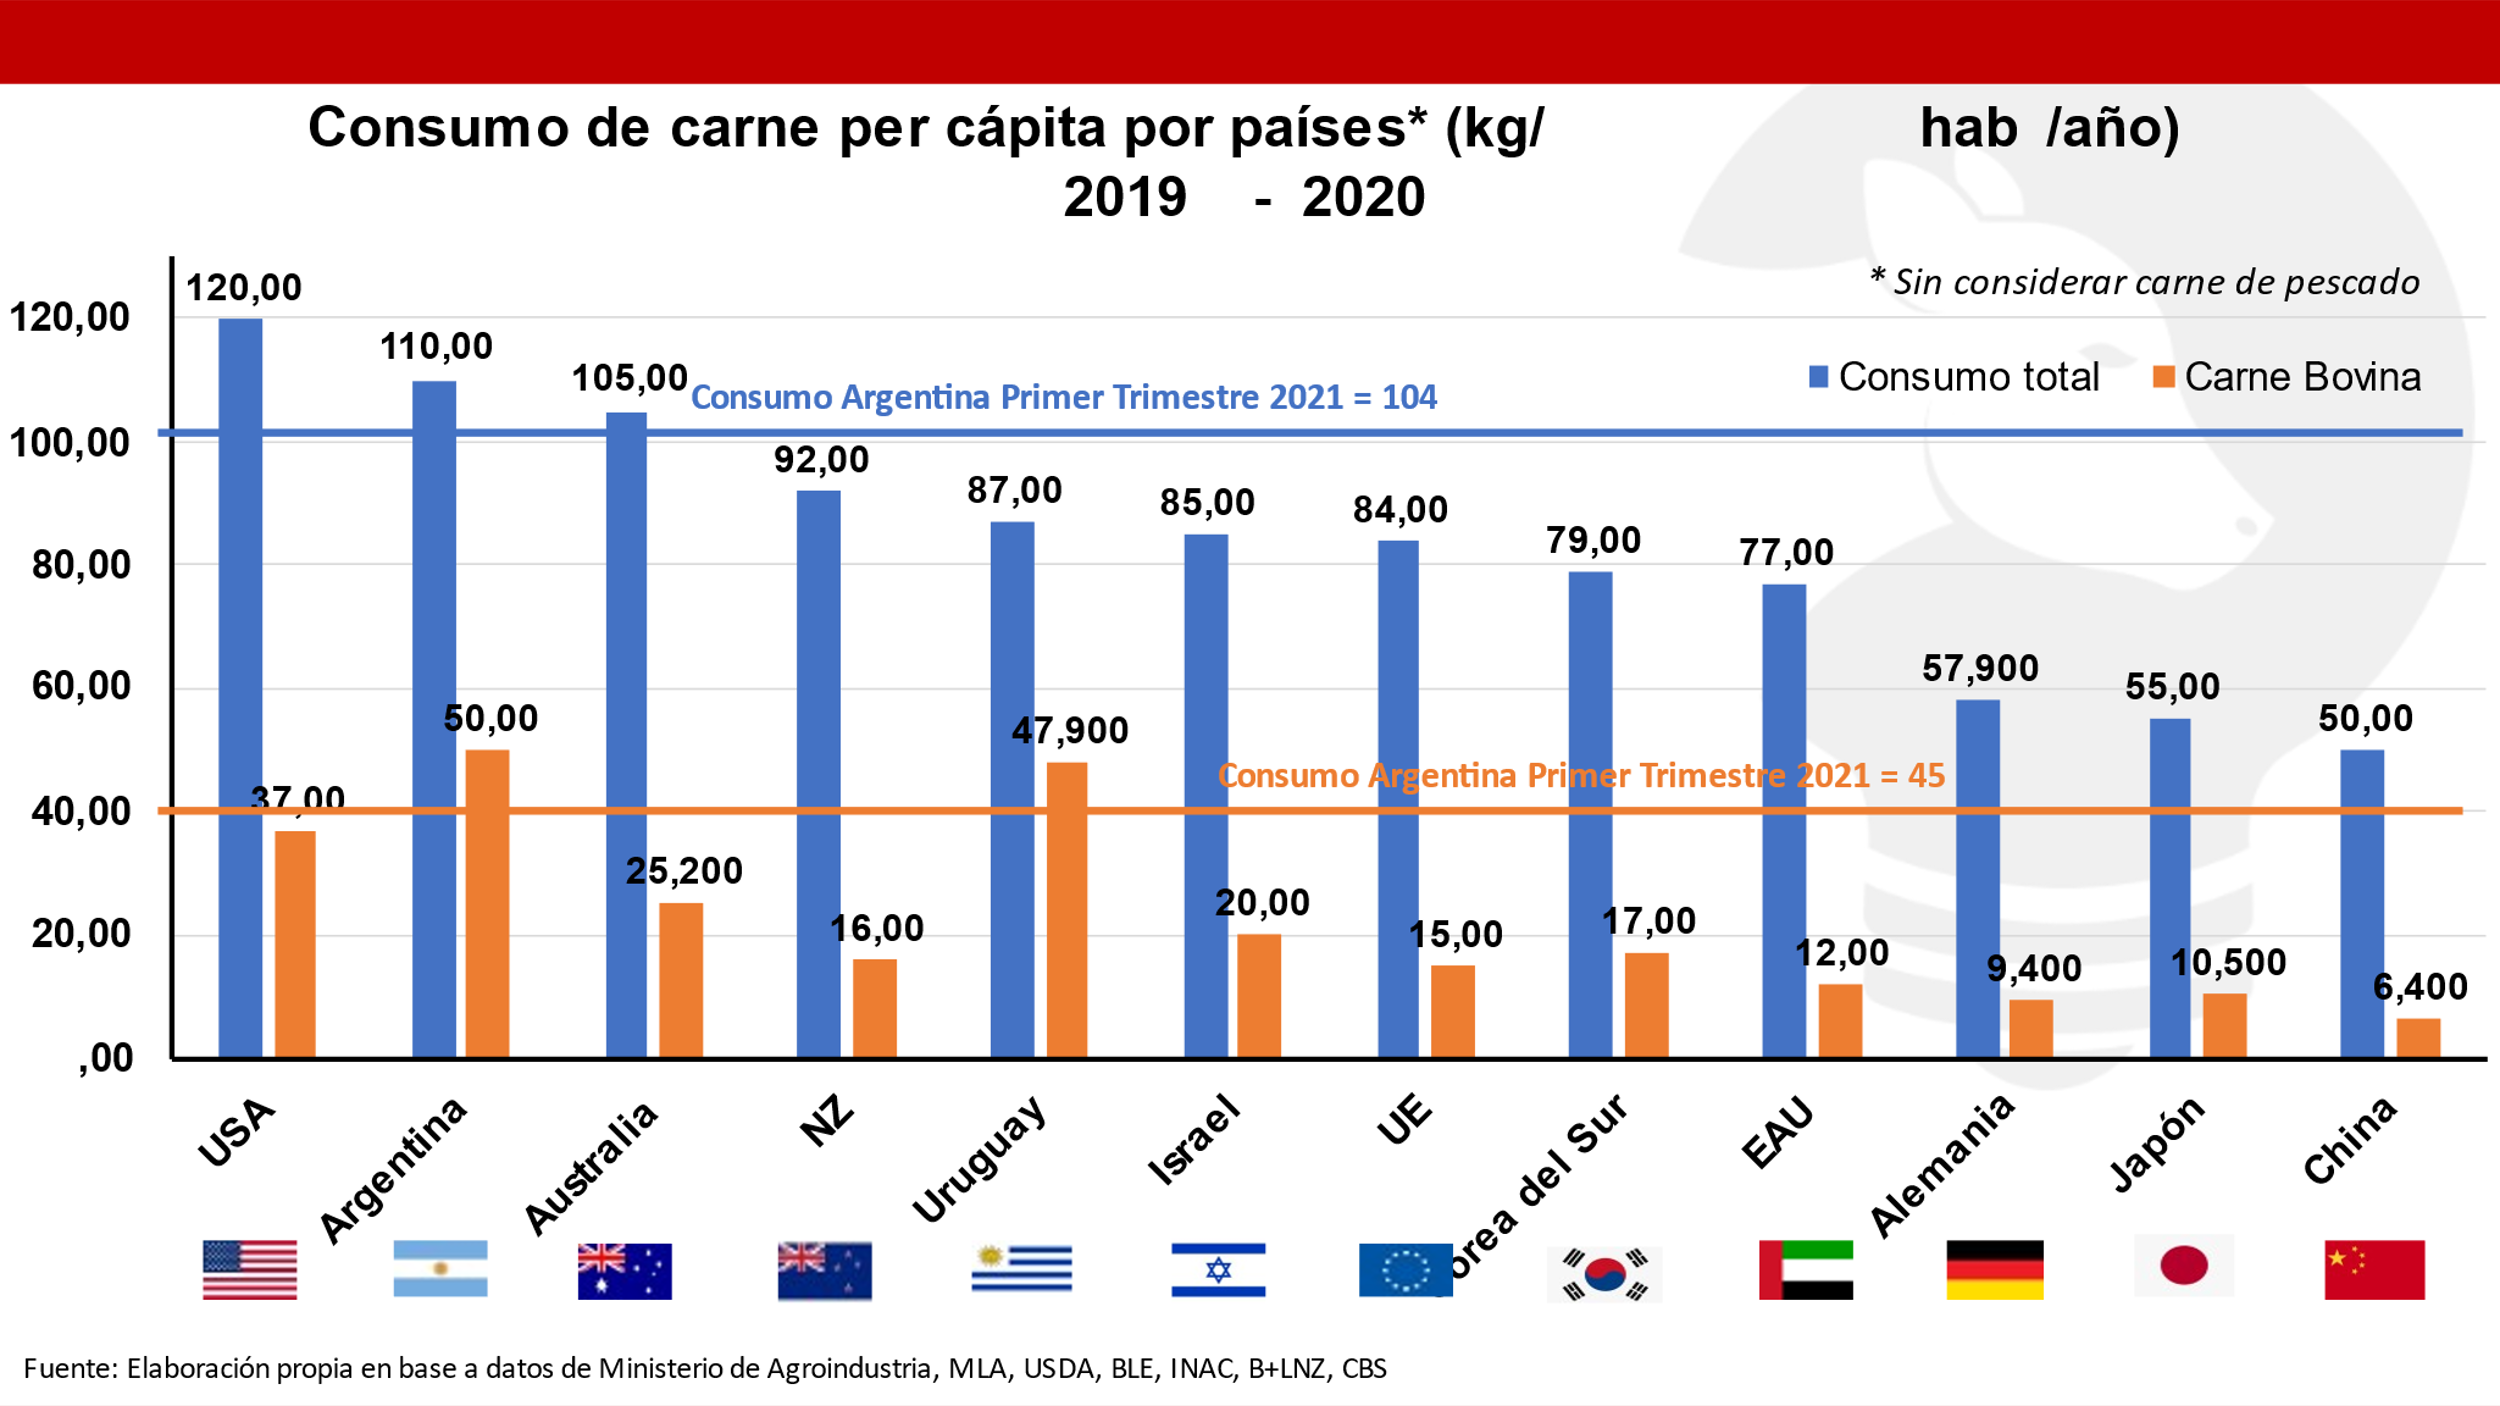 Consumo de carne per cápita por países* (kg/ hab /año)
2019 - 2020
* Sin considerar carne de pescado
Consumo total
Carne Bovina
120,00
100,00
80,00
60,00
40,00
20,00
,00
120,00
110,00
105,00
92,00
87,00
85,00
84,00
79,00
77,00
57,900
55,00
50,00
Consumo Argentina Primer Trimestre 2021 = 104
37,00
50,00
25,200
16,00
47,900
20,00
15,00
17,00
12,00
9,400
10,500
6,400
Consumo Argentina Primer Trimestre 2021 = 45
USA
Argentina
Australia
NZ
Uruguay
Israel
UE
orea del Sur
EAU
Alemania
Japón
China
Fuente: Elaboración propia en base a datos de Ministerio de Agroindustria, MLA, USDA, BLE, INAC, B+LNZ, CBS